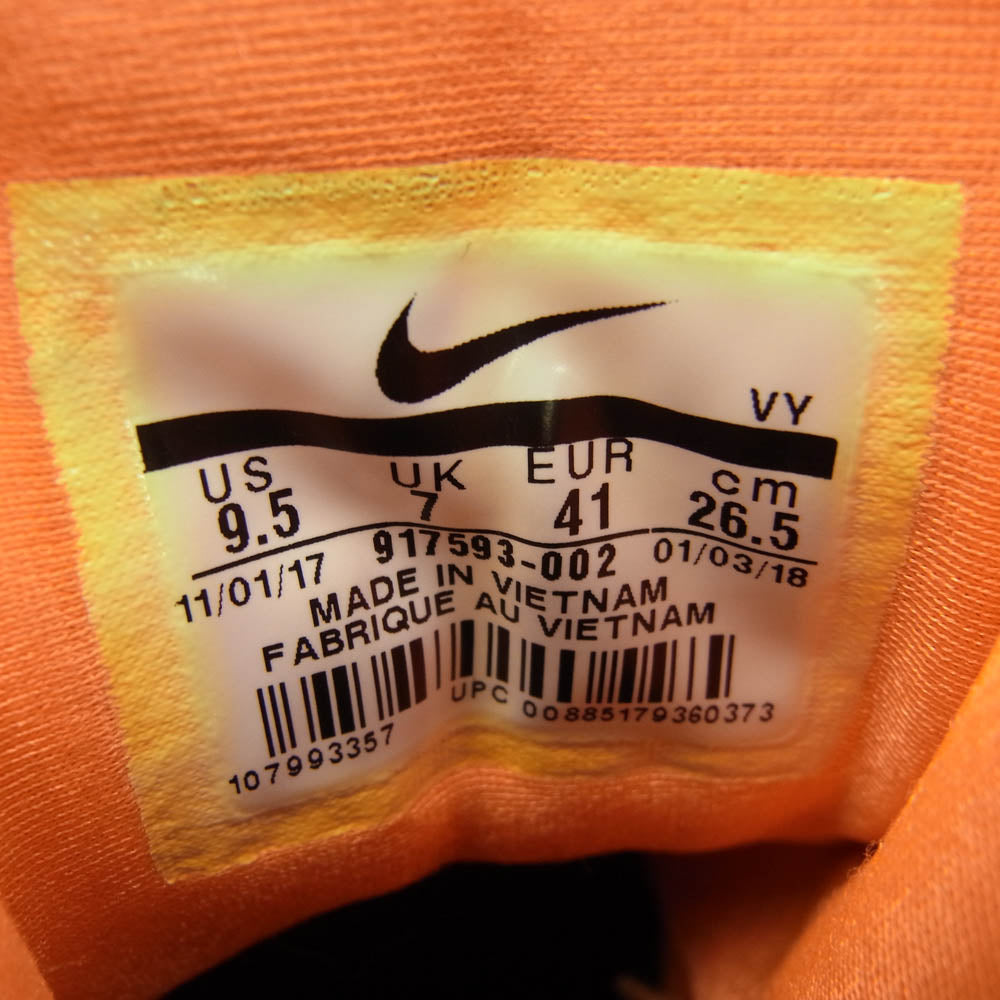 VY
US UK EUR cm
9.5 7 41 26.5
11/01/17 917593-002 01/03/18
MADE IN VIETNAM
FABRIQUE AU VIETNAM
107993357 UPC 00885179360373